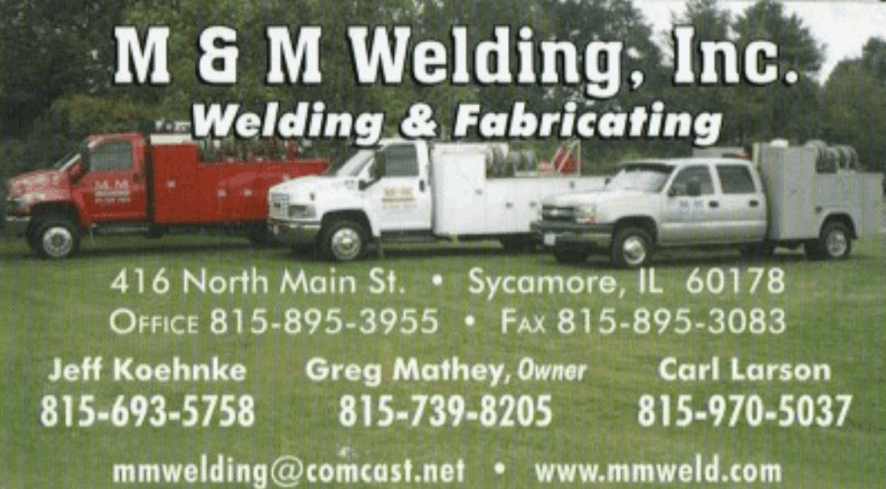 M & M Welding, Inc.
Welding & Fabricating
416 North Main St. • Sycamore, IL 60178
OFFICE 815-895-3955 • FAX 815-895-3083
Jeff Koehnke Greg Mathey, Owner Carl Larson
815-693-5758 815-739-8205 815-970-5037
mmwelding@comcast.net • www.mmweld.com